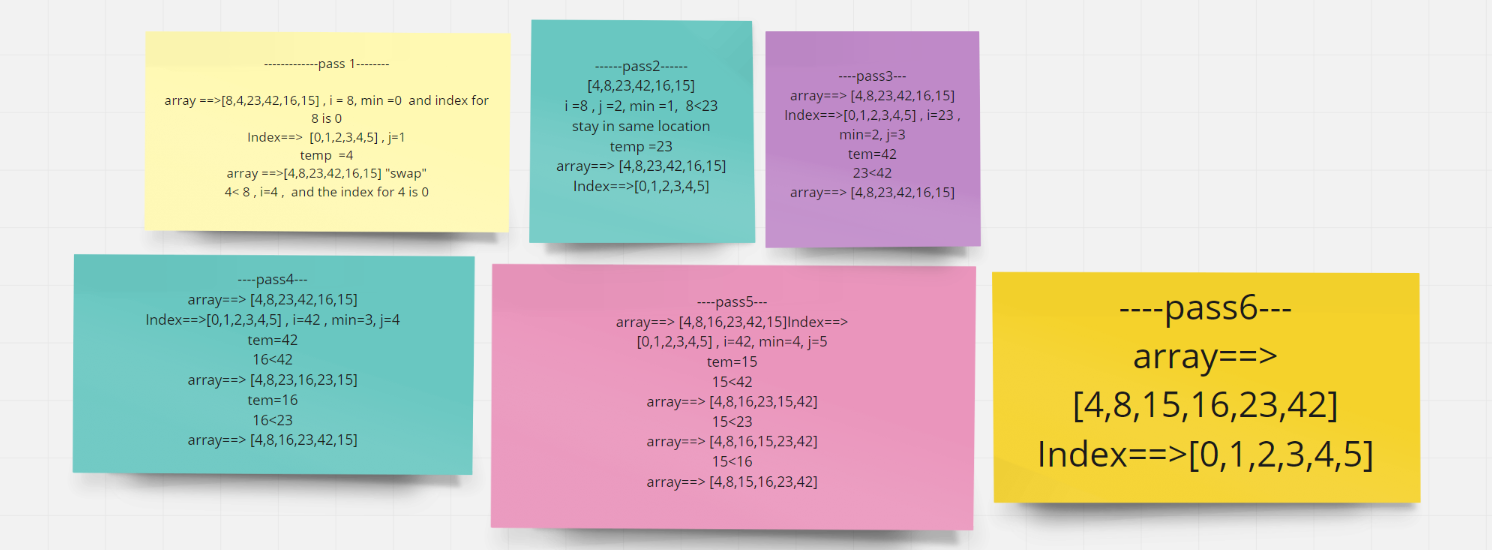 -------------pass 1--------
array ==>[8,4,23,42,16,15] , i = 8, min =0  and index for
8 is 0
Index==>  [0,1,2,3,4,5] , j=1
temp  =4
array ==>[4,8,23,42,16,15] "swap"
4< 8 , i=4 ,  and the index for 4 is 0
------pass2------
[4,8,23,42,16,15]
i =8 , j =2, min =1,  8<23
stay in same location
temp =23
array==> [4,8,23,42,16,15]
Index==>[0,1,2,3,4,5]
----pass3---
array==> [4,8,23,42,16,15]
Index==>[0,1,2,3,4,5] , i=23 ,
min=2, j=3
tem=42
23<42
array==> [4,8,23,42,16,15]
----pass4---
array==> [4,8,23,42,16,15]
Index==>[0,1,2,3,4,5] , i=42 , min=3, j=4
tem=42
16<42
array==> [4,8,23,16,23,15]
tem=16
16<23
array==> [4,8,16,23,42,15]
----pass5---
array==> [4,8,16,23,42,15]Index==>
[0,1,2,3,4,5] , i=42, min=4, j=5
tem=15
15<42
array==> [4,8,16,23,15,42]
15<23
array==> [4,8,16,15,23,42]
15<16
array==> [4,8,15,16,23,42]
----pass6---
array==>
[4,8,15,16,23,42]
Index==>[0,1,2,3,4,5]